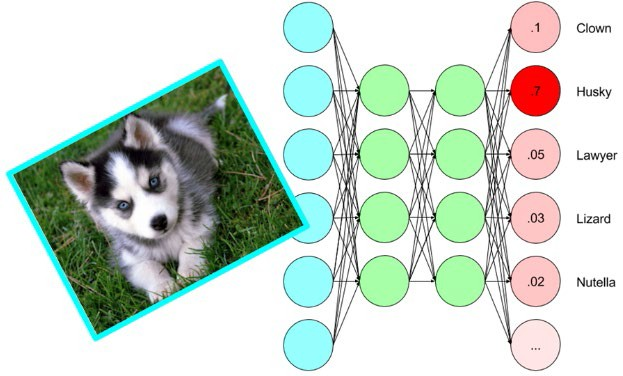 .1 Clown
.7 Husky
.05 Lawyer
.03 Lizard
.02 Nutella
...